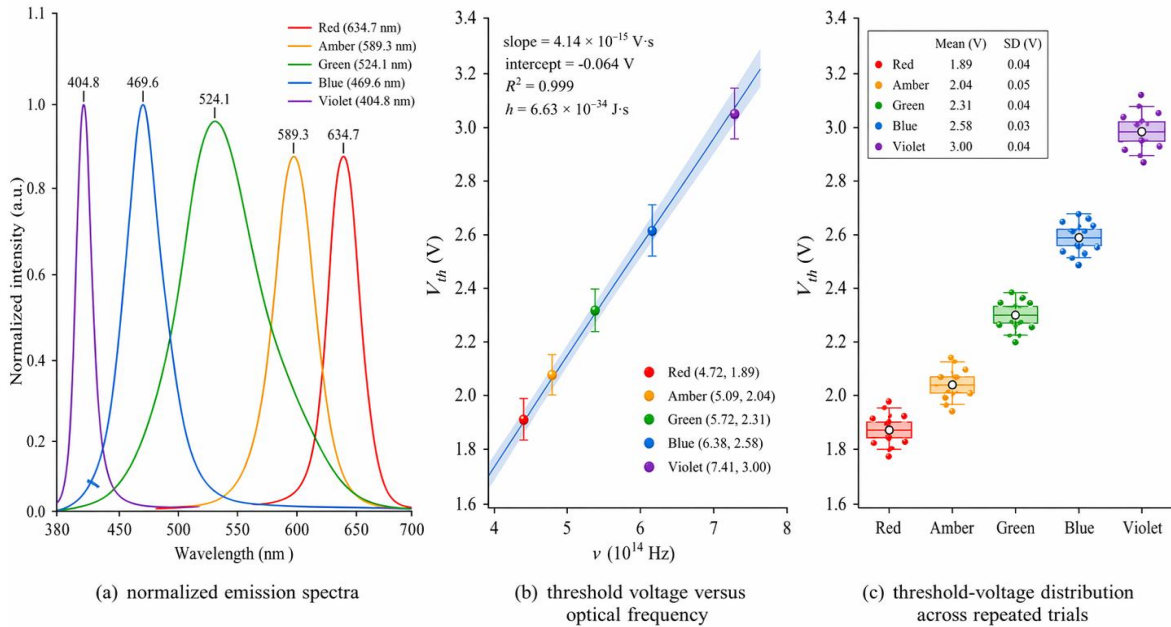 1.1
1.0
0.8
0.6
0.4
0.2
0.0
Normalized intensity (a.u.)
Red (634.7 nm)
Amber (589.3 nm)
Green (524.1 nm)
Blue (469.6 nm)
Violet (404.8 nm)
404.8
469.6
524.1
589.3
634.7
380 450 500 550 600 650 700
Wavelength (nm )
(a) normalized emission spectra
3.4
3.2
3.0
2.6
2.4
2.2
2.0
1.8
1.6
V_th (V)
slope = 4.14 × 10⁻¹⁵ V·s
intercept = -0.064 V
R² = 0.999
h = 6.63 × 10⁻³⁴ J·s
Red (4.72, 1.89)
Amber (5.09, 2.04)
Green (5.72, 2.31)
Blue (6.38, 2.58)
Violet (7.41, 3.00)
4 5 6 7 8
ν (10¹⁴ Hz)
(b) threshold voltage versus
optical frequency
3.4
3.2
3.0
2.6
2.4
2.2
2.0
1.8
1.6
V_th (V)
Mean (V) SD (V)
Red 1.89 0.04
Amber 2.04 0.05
Green 2.31 0.04
Blue 2.58 0.03
Violet 3.00 0.04
Red Amber Green Blue Violet
(c) threshold-voltage distribution
across repeated trials